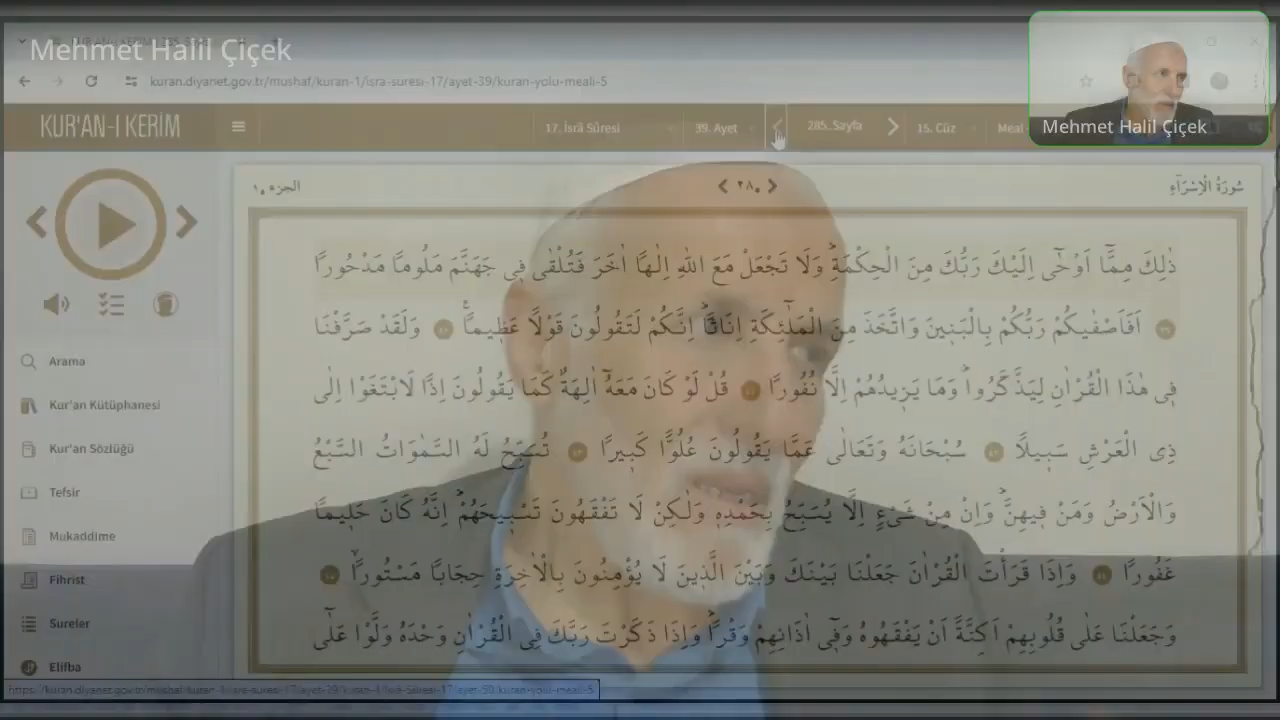 Mehmet Halil Çiçek
Mehmet Halil Çiçek
kuran.diyanet.gov.tr/mushaf/kuran-1/isra-suresi-17/ayet-39/kuran-yolu-meali-5
KUR'AN-I KERİM
17. İsrâ Sûresi
39. Ayet
285. Sayfa
15. Cüz
Meal
الجزء ١٠
٢٨٠
سُورَةُ الْاِسْرَٓاءِ
ذٰلِكَ مِمَّٓا اَوْحٰٓى اِلَيْكَ رَبُّكَ مِنَ الْحِكْمَةِۜ وَلَا تَجْعَلْ مَعَ اللّٰهِ اِلٰهًا اٰخَرَ فَتُلْقٰى ف۪ي جَهَنَّمَ مَلُومًا مَدْحُورًا
اَفَاَصْفٰيكُمْ رَبُّكُمْ بِالْبَن۪ينَ وَاتَّخَذَ مِنَ الْمَلٰٓئِكَةِ اِنَاثًاۜ اِنَّكُمْ لَتَقُولُونَ قَوْلًا عَظ۪يمًا۟ وَلَقَدْ صَرَّفْنَا
ف۪ي هٰذَا الْقُرْاٰنِ لِيَذَّكَّرُواۜ وَمَا يَز۪يدُهُمْ اِلَّا نُفُورًا قُلْ لَوْ كَانَ مَعَهُٓ اٰلِهَةٌ كَمَا يَقُولُونَ اِذًا لَابْتَغَوْا اِلٰى
ذِي الْعَرْشِ سَب۪يلًا سُبْحَانَهُ وَتَعَالٰى عَمَّا يَقُولُونَ عُلُوًّا كَب۪يرًا تُسَبِّحُ لَهُ السَّمٰوَاتُ السَّبْعُ
وَالْاَرْضُ وَمَنْ ف۪يهِنَّۜ وَاِنْ مِنْ شَيْءٍ اِلَّا يُسَبِّحُ بِحَمْدِه۪ وَلٰكِنْ لَا تَفْقَهُونَ تَسْب۪يحَهُمْۜ اِنَّهُ كَانَ حَل۪يمًا
غَفُورًا وَاِذَا قَرَأْتَ الْقُرْاٰنَ جَعَلْنَا بَيْنَكَ وَبَيْنَ الَّذ۪ينَ لَا يُؤْمِنُونَ بِالْاٰخِرَةِ حِجَابًا مَسْتُورًاۙ
وَجَعَلْنَا عَلٰى قُلُوبِهِمْ اَكِنَّةً اَنْ يَفْقَهُوهُ وَف۪ٓي اٰذَانِهِمْ وَقْرًاۜ وَاِذَا ذَكَرْتَ رَبَّكَ فِي الْقُرْاٰنِ وَحْدَهُ وَلَّوْا عَلٰٓى
Arama
Kur'an Kütüphanesi
Kur'an Sözlüğü
Tefsir
Mukaddime
Fihrist
Sureler
Elifba